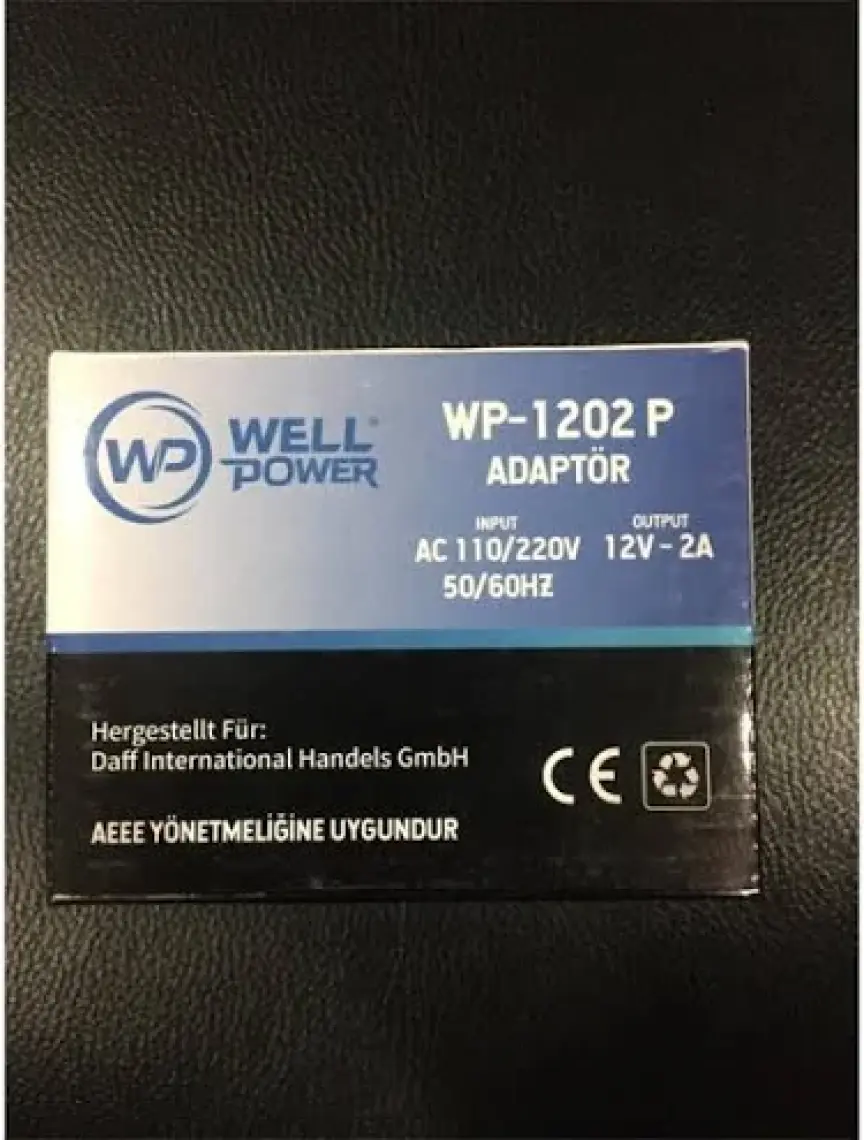 WP
WELL®
POWER
WP-1202 P
ADAPTÖR
INPUT
AC 110/220V
50/60HZ
OUTPUT
12V - 2A
Hergestellt Für:
Daff International Handels GmbH
AEEE YÖNETMELİĞİNE UYGUNDUR
CE